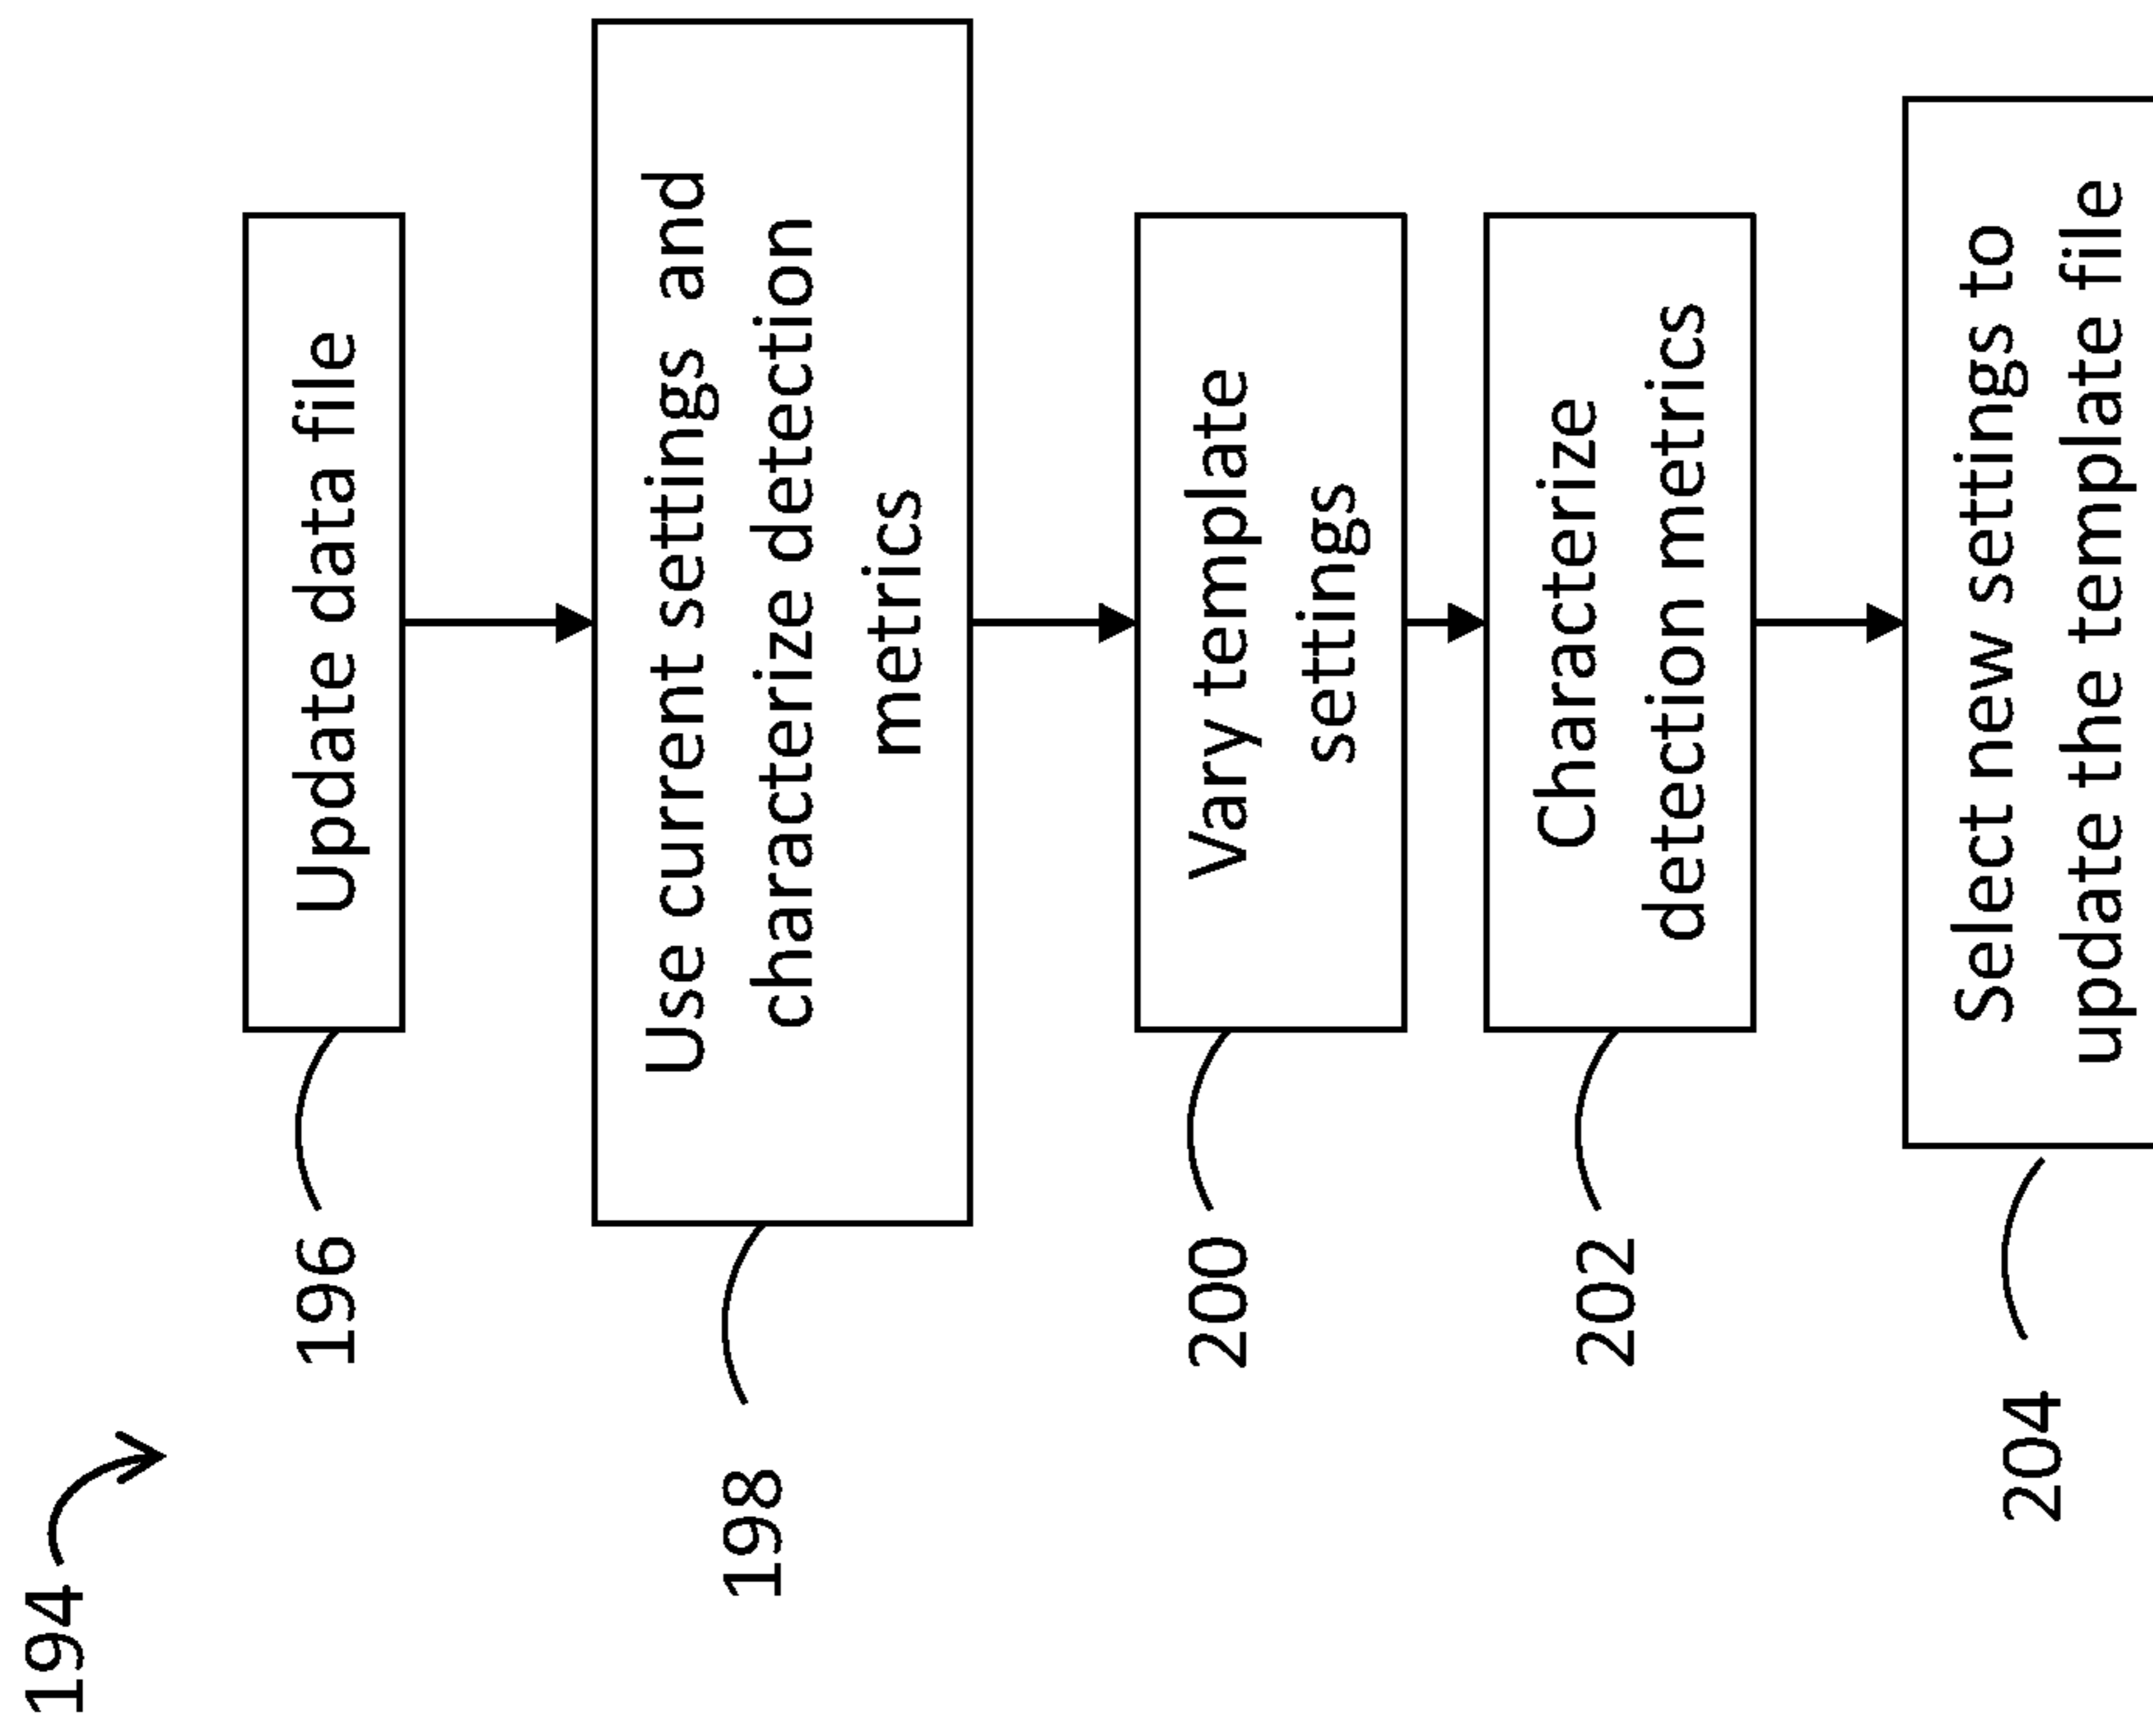 194
196
Update data file
198
Use current settings and
characterize detection
metrics
200
Vary template
settings
202
Characterize
detection metrics
204
Select new settings to
update the template file